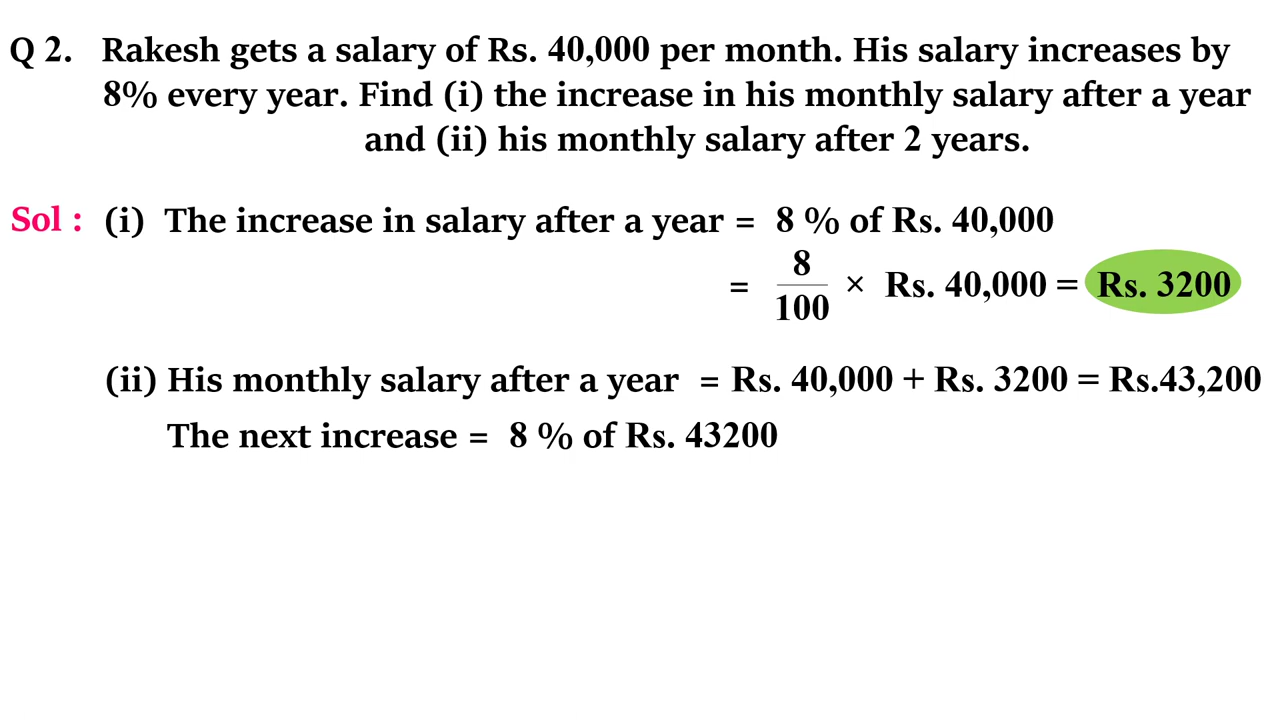 Q 2. Rakesh gets a salary of Rs. 40,000 per month. His salary increases by
8% every year. Find (i) the increase in his monthly salary after a year
and (ii) his monthly salary after 2 years.
Sol : (i) The increase in salary after a year = 8 % of Rs. 40,000
= 8/100 × Rs. 40,000 = Rs. 3200
(ii) His monthly salary after a year = Rs. 40,000 + Rs. 3200 = Rs.43,200
The next increase = 8 % of Rs. 43200